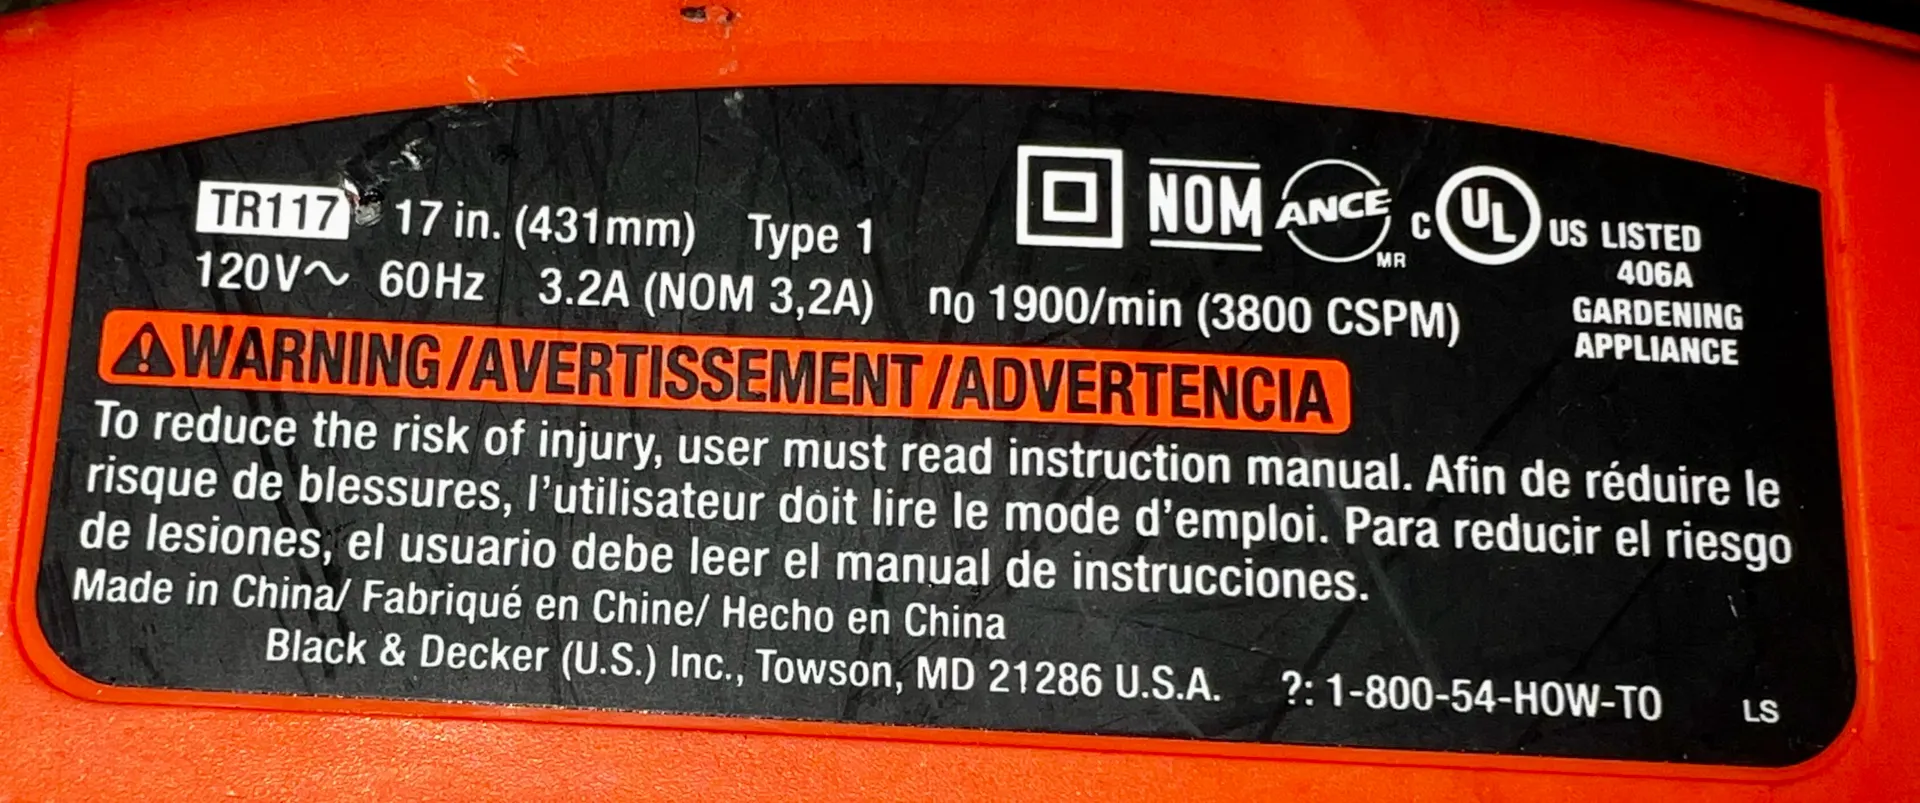 TR117 17 in. (431mm) Type 1
NOM ANCE MR C UL US LISTED
406A
120V~ 60Hz 3.2A (NOM 3,2A) n0 1900/min (3800 CSPM)
GARDENING
APPLIANCE
WARNING/AVERTISSEMENT/ADVERTENCIA
To reduce the risk of injury, user must read instruction manual. Afin de réduire le
risque de blessures, l'utilisateur doit lire le mode d'emploi. Para reducir el riesgo
de lesiones, el usuario debe leer el manual de instrucciones.
Made in China/ Fabriqué en Chine/ Hecho en China
Black & Decker (U.S.) Inc., Towson, MD 21286 U.S.A. ?: 1-800-54-HOW-TO LS